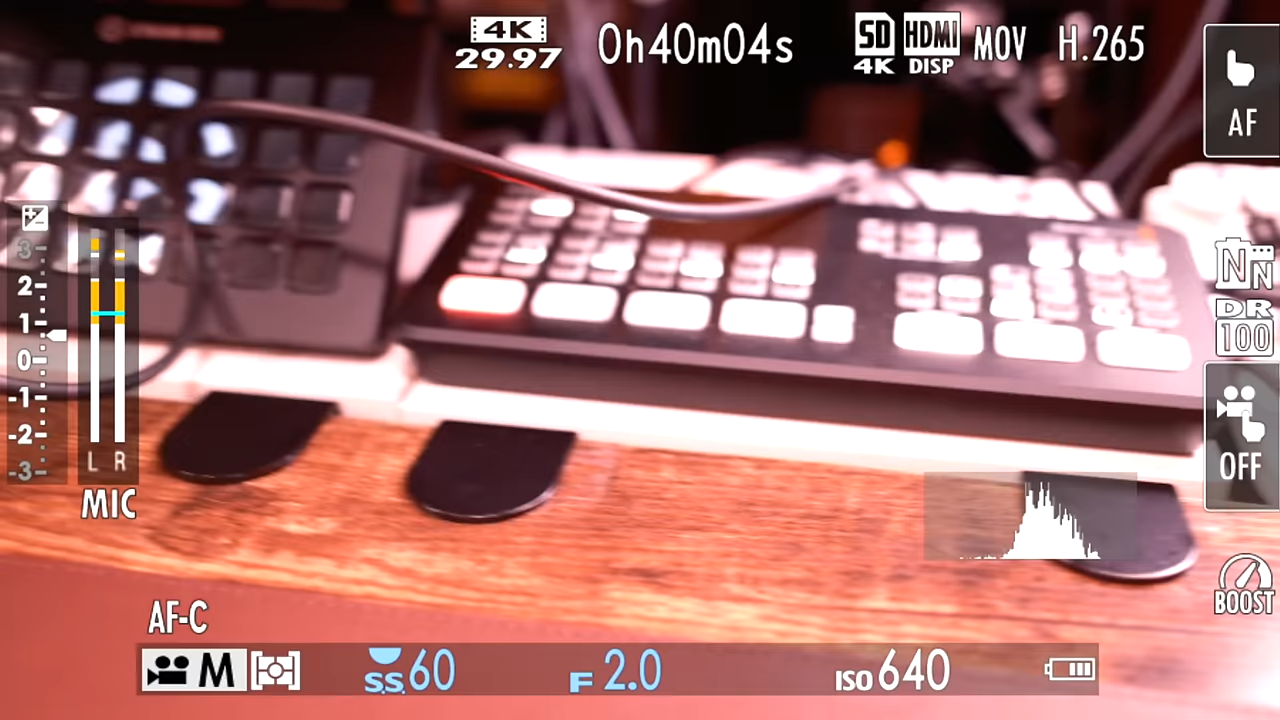 4K
29.97
0h40m04s
SD
4K
HDMI
DISP
MOV
H.265
AF
3
2
1
0
-1
-2
-3
L R
MIC
N N
DR
100
OFF
BOOST
AF-C
M
S.S. 60
F 2.0
ISO 640